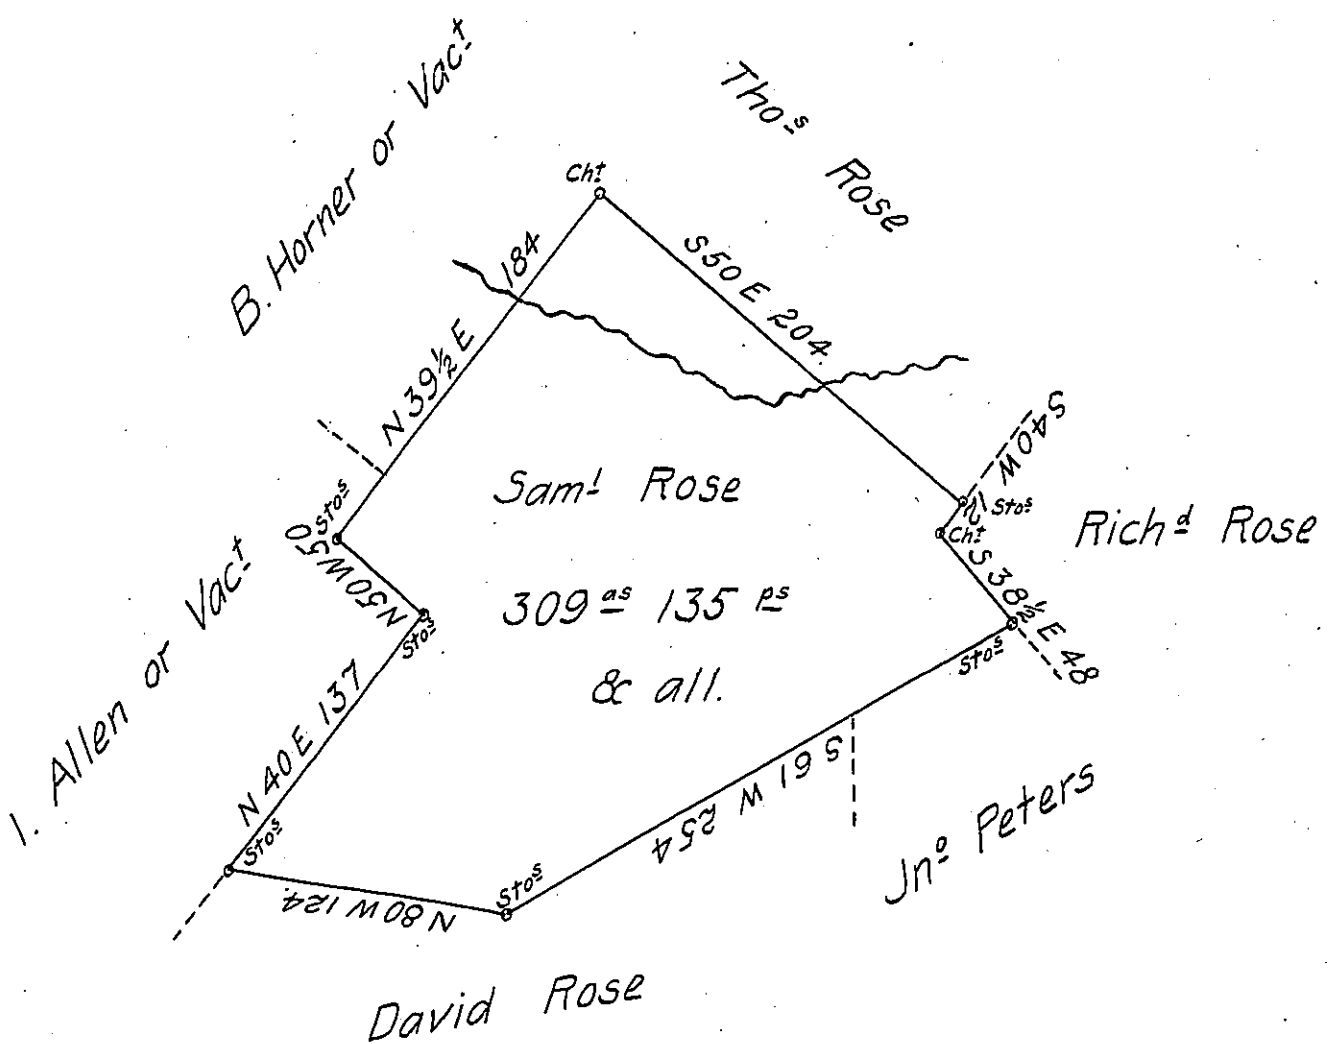 B. Horner or Vac.t
Tho.s Rose
Ch.t
184
N 39½ E
S 50 E 204
S 40 W
12
Sto.s
Ch.t
Rich.d Rose
S 38½ E 48
Sto.s
Sam.l Rose
309 as 135 ps
& all.
Sto.s
N 50 W 50
Sto.s
I. Allen or Vac.t
N 40 E 137
Sto.s
N 80 W 124
Sto.s
S 61 W 254
Jn.o Peters
David Rose